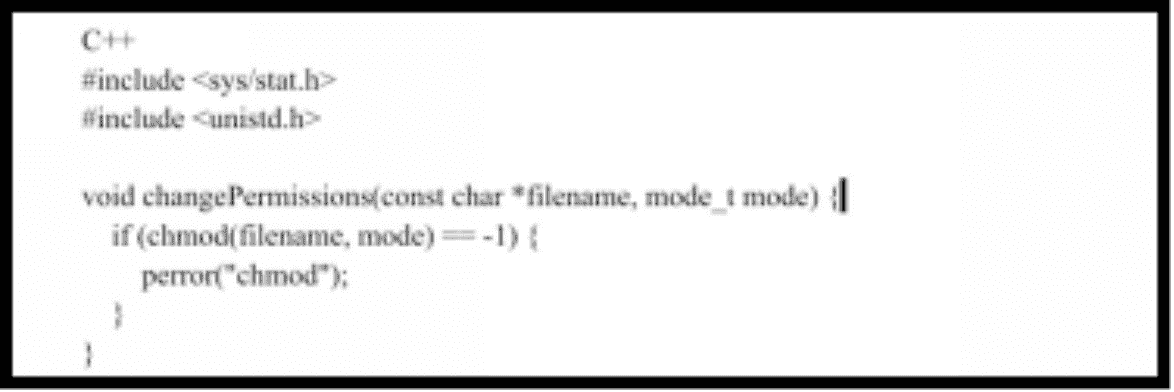 C++
#include <sys/stat.h>
#include <unistd.h>
void changePermissions(const char *filename, mode_t mode) {
if (chmod(filename, mode) == -1) {
perror("chmod");
}
}